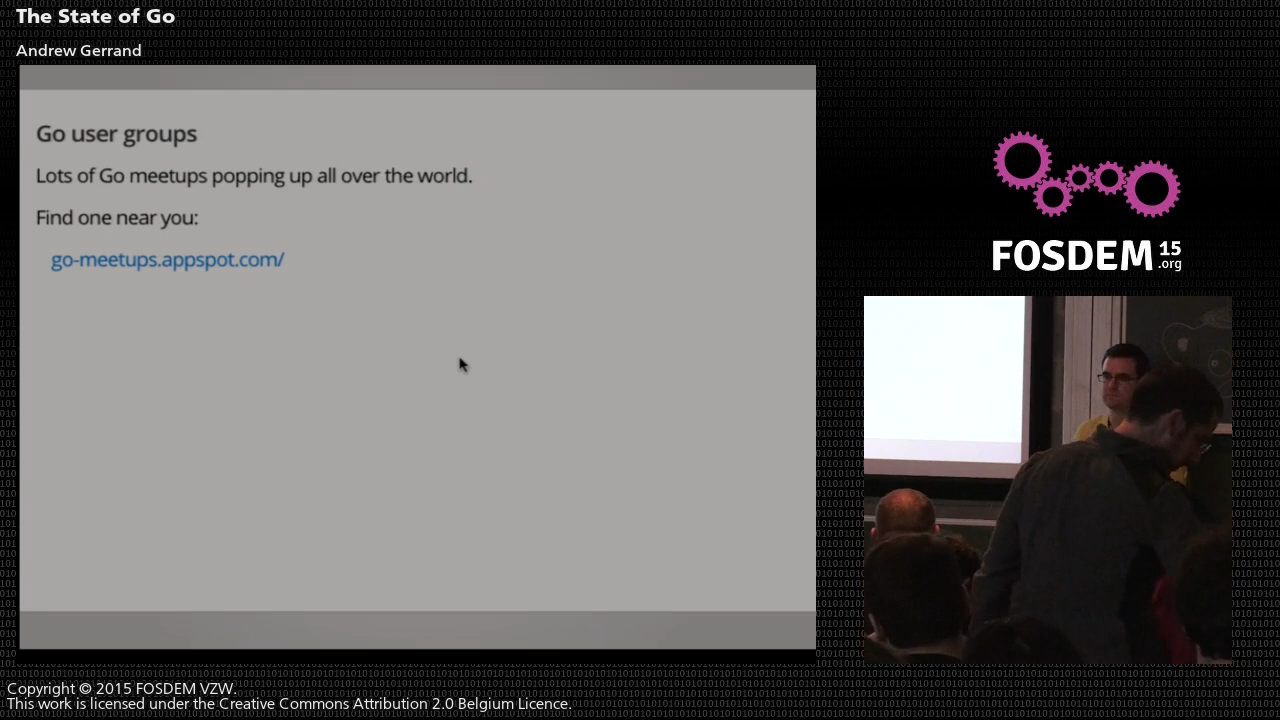 The State of Go
Andrew Gerrand
Go user groups
Lots of Go meetups popping up all over the world.
Find one near you:
go-meetups.appspot.com/
FOSDEM 15
.org
Copyright © 2015 FOSDEM VZW.
This work is licensed under the Creative Commons Attribution 2.0 Belgium Licence.